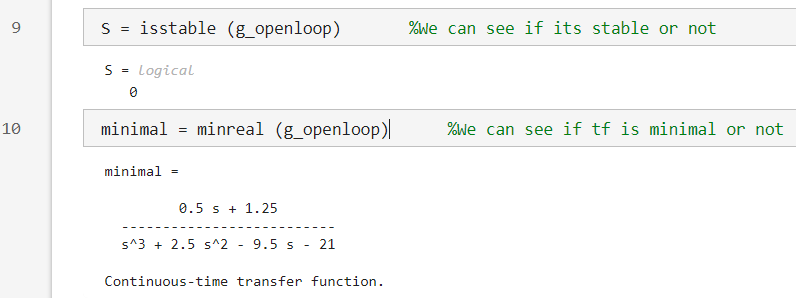 9 S = isstable (g_openloop) %We can see if its stable or not
S = Logical
0
10 minimal = minreal (g_openloop) %We can see if tf is minimal or not
minimal =
0.5 s + 1.25
--------------------------
s^3 + 2.5 s^2 - 9.5 s - 21
Continuous-time transfer function.